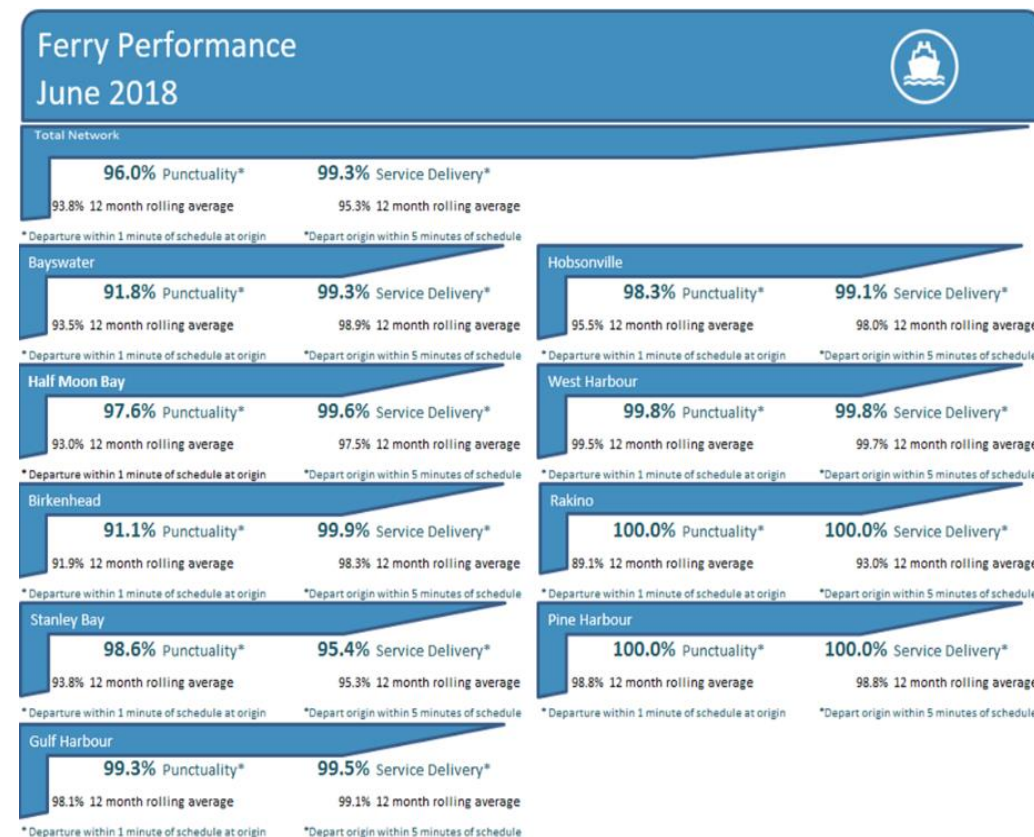 Ferry Performance
June 2018
Total Network
96.0% Punctuality* 99.3% Service Delivery*
93.8% 12 month rolling average 95.3% 12 month rolling average
* Departure within 1 minute of schedule at origin *Depart origin within 5 minutes of schedule
Bayswater
91.8% Punctuality* 99.3% Service Delivery*
93.5% 12 month rolling average 98.9% 12 month rolling average
* Departure within 1 minute of schedule at origin *Depart origin within 5 minutes of schedule
Hobsonville
98.3% Punctuality* 99.1% Service Delivery*
95.5% 12 month rolling average 98.0% 12 month rolling average
* Departure within 1 minute of schedule at origin *Depart origin within 5 minutes of schedule
Half Moon Bay
97.6% Punctuality* 99.6% Service Delivery*
93.0% 12 month rolling average 97.5% 12 month rolling average
* Departure within 1 minute of schedule at origin *Depart origin within 5 minutes of schedule
West Harbour
99.8% Punctuality* 99.8% Service Delivery*
99.5% 12 month rolling average 99.7% 12 month rolling average
* Departure within 1 minute of schedule at origin *Depart origin within 5 minutes of schedule
Birkenhead
91.1% Punctuality* 99.9% Service Delivery*
91.9% 12 month rolling average 98.3% 12 month rolling average
* Departure within 1 minute of schedule at origin *Depart origin within 5 minutes of schedule
Rakino
100.0% Punctuality* 100.0% Service Delivery*
89.1% 12 month rolling average 93.0% 12 month rolling average
* Departure within 1 minute of schedule at origin *Depart origin within 5 minutes of schedule
Stanley Bay
98.6% Punctuality* 95.4% Service Delivery*
93.8% 12 month rolling average 95.3% 12 month rolling average
* Departure within 1 minute of schedule at origin *Depart origin within 5 minutes of schedule
Pine Harbour
100.0% Punctuality* 100.0% Service Delivery*
98.8% 12 month rolling average 98.8% 12 month rolling average
* Departure within 1 minute of schedule at origin *Depart origin within 5 minutes of schedule
Gulf Harbour
99.3% Punctuality* 99.5% Service Delivery*
98.1% 12 month rolling average 99.1% 12 month rolling average
* Departure within 1 minute of schedule at origin *Depart origin within 5 minutes of schedule